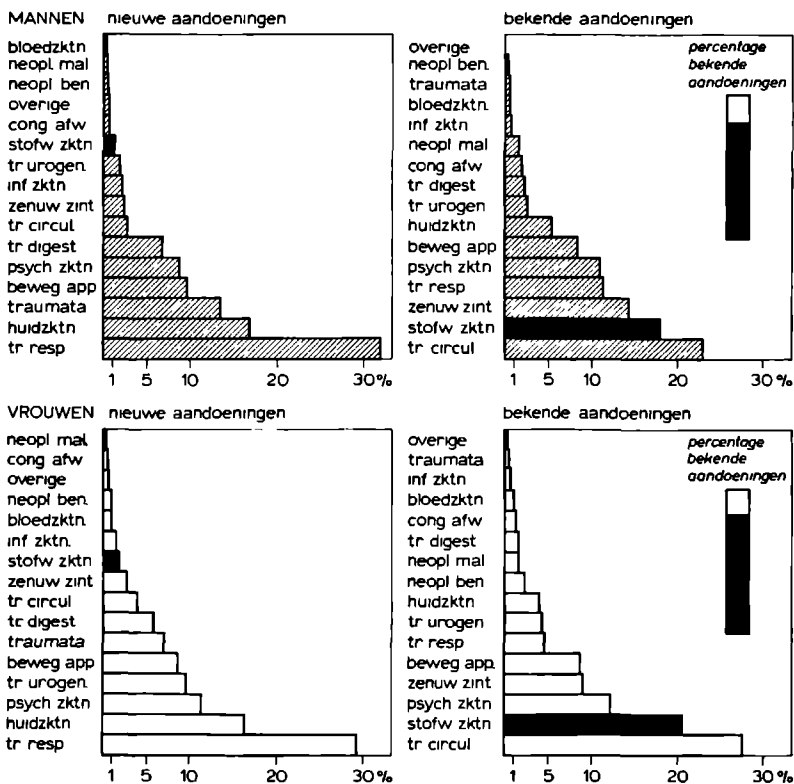 MANNEN nieuwe aandoeningen
bloedzktn
neopl mal
neopl ben
overige
cong afw
stofw zktn
tr urogen.
inf zktn
zenuw zint
tr circul
tr digest
psych zktn
beweg app
traumata
huidzktn
tr resp
1 5 10 20 30%
bekende aandoeningen
overige
neopl ben.
traumata
bloedzktn.
inf zktn
neopl mal
cong afw
tr digest
tr urogen
huidzktn
beweg app
psych zktn
tr resp
zenuw zint
stofw zktn
tr circul
percentage
bekende
aandoeningen
1 5 10 20 30%
VROUWEN nieuwe aandoeningen
neopl mal
cong afw
overige
neopl ben.
bloedzktn.
inf zktn.
stofw zktn
zenuw zint
tr circul
tr digest
traumata
beweg app
tr urogen.
psych zktn
huidzktn
tr resp
1 5 10 20 30%
bekende aandoeningen
overige
traumata
inf zktn
bloedzktn
cong afw
tr digest
neopl mal
neopl ben
huidzktn
tr urogen
tr resp
beweg app.
zenuw zint
psych zktn
stofw zktn
tr circul
percentage
bekende
aandoeningen
1 5 10 20 30%